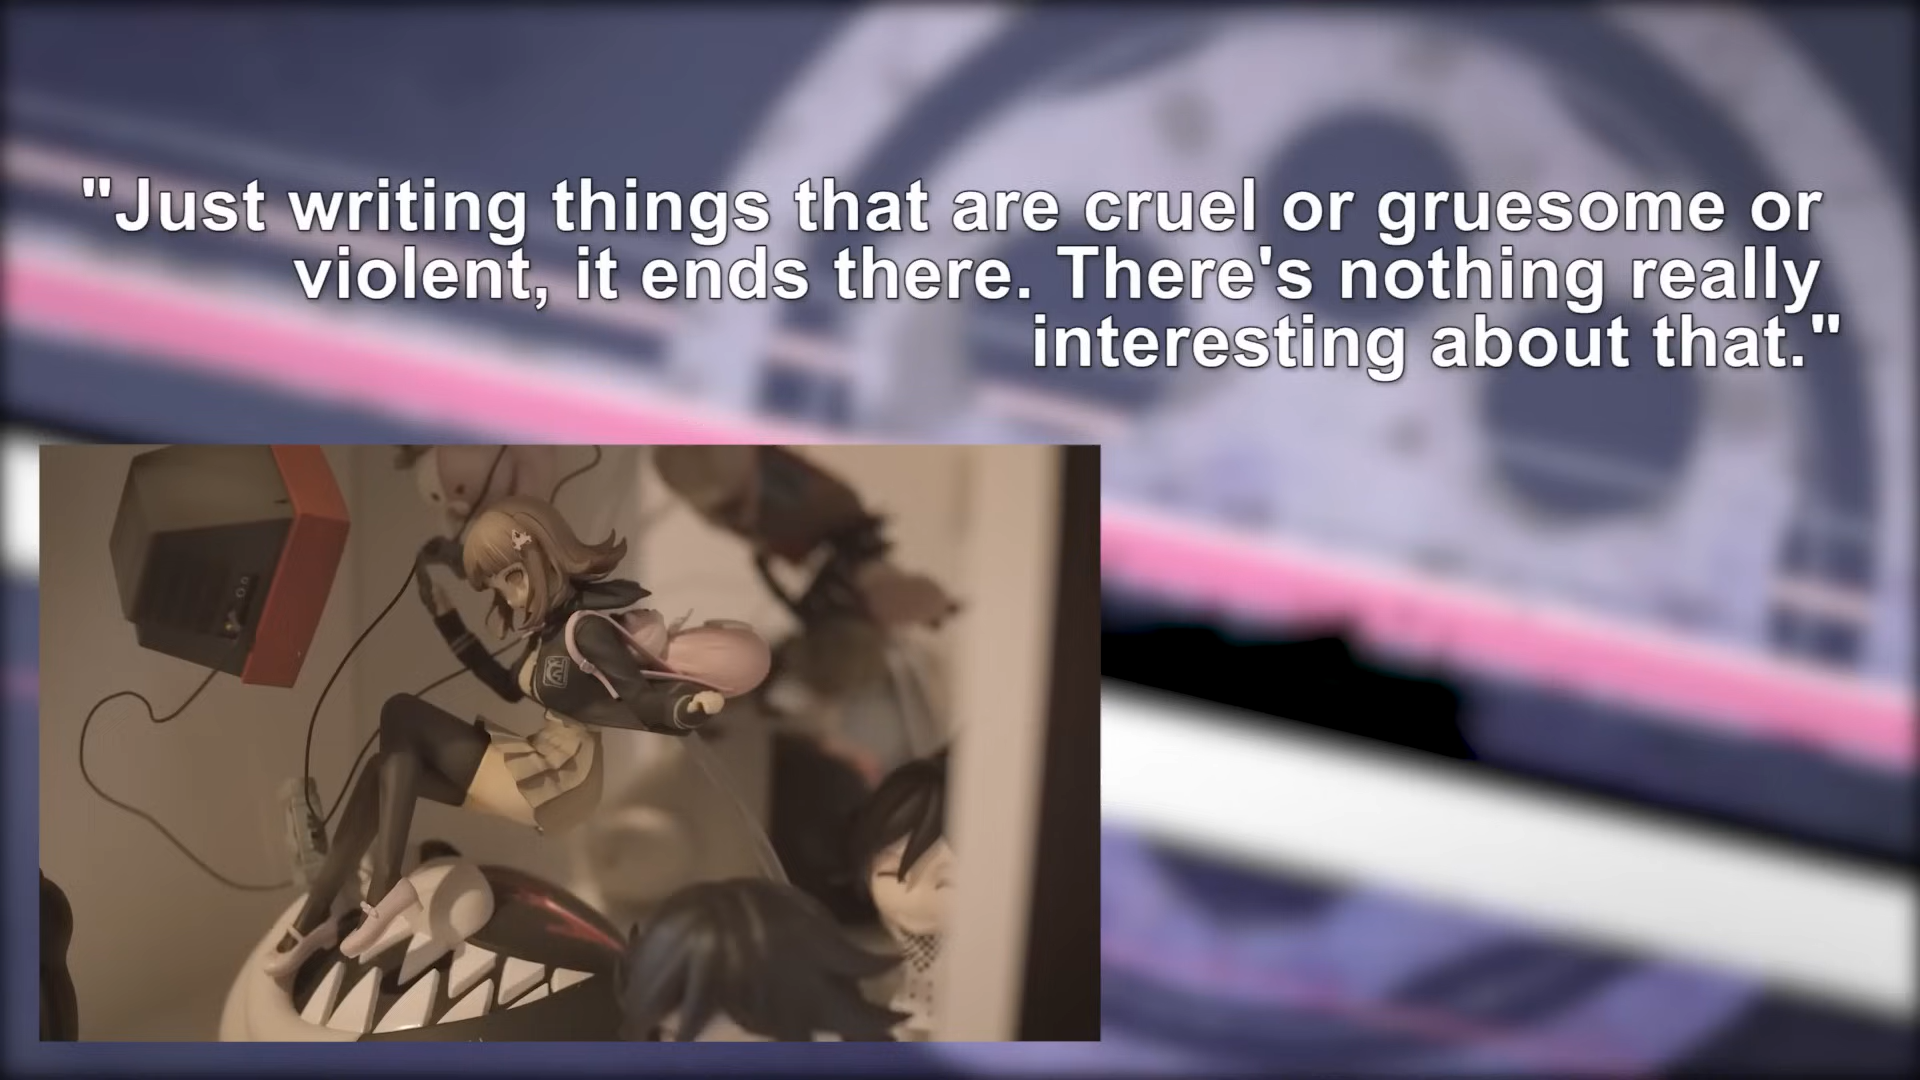 "Just writing things that are cruel or gruesome or
violent, it ends there. There's nothing really
interesting about that."